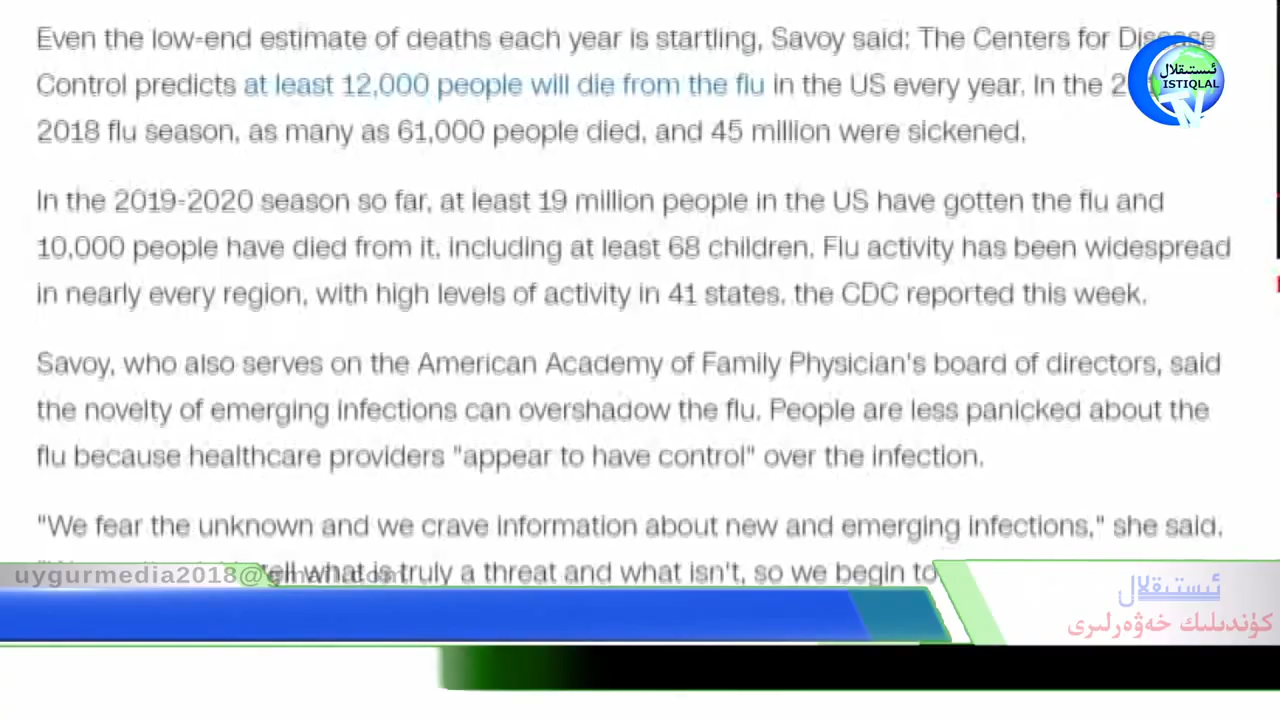 Even the low-end estimate of deaths each year is startling, Savoy said: The Centers for Disease
ئىستىقلال
ISTIQLAL
TV
Control predicts at least 12,000 people will die from the flu in the US every year. In the
2018 flu season, as many as 61,000 people died, and 45 million were sickened.
In the 2019-2020 season so far, at least 19 million people in the US have gotten the flu and
10,000 people have died from it, including at least 68 children. Flu activity has been widespread
in nearly every region, with high levels of activity in 41 states, the CDC reported this week.
Savoy, who also serves on the American Academy of Family Physician's board of directors, said
the novelty of emerging infections can overshadow the flu. People are less panicked about the
flu because healthcare providers "appear to have control" over the infection.
"We fear the unknown and we crave information about new and emerging infections," she said.
tell what is truly a threat and what isn't, so we begin to
uygurmedia2018@gmail.com
ئىستىقلال
كۈندىلىك خەۋەرلىرى